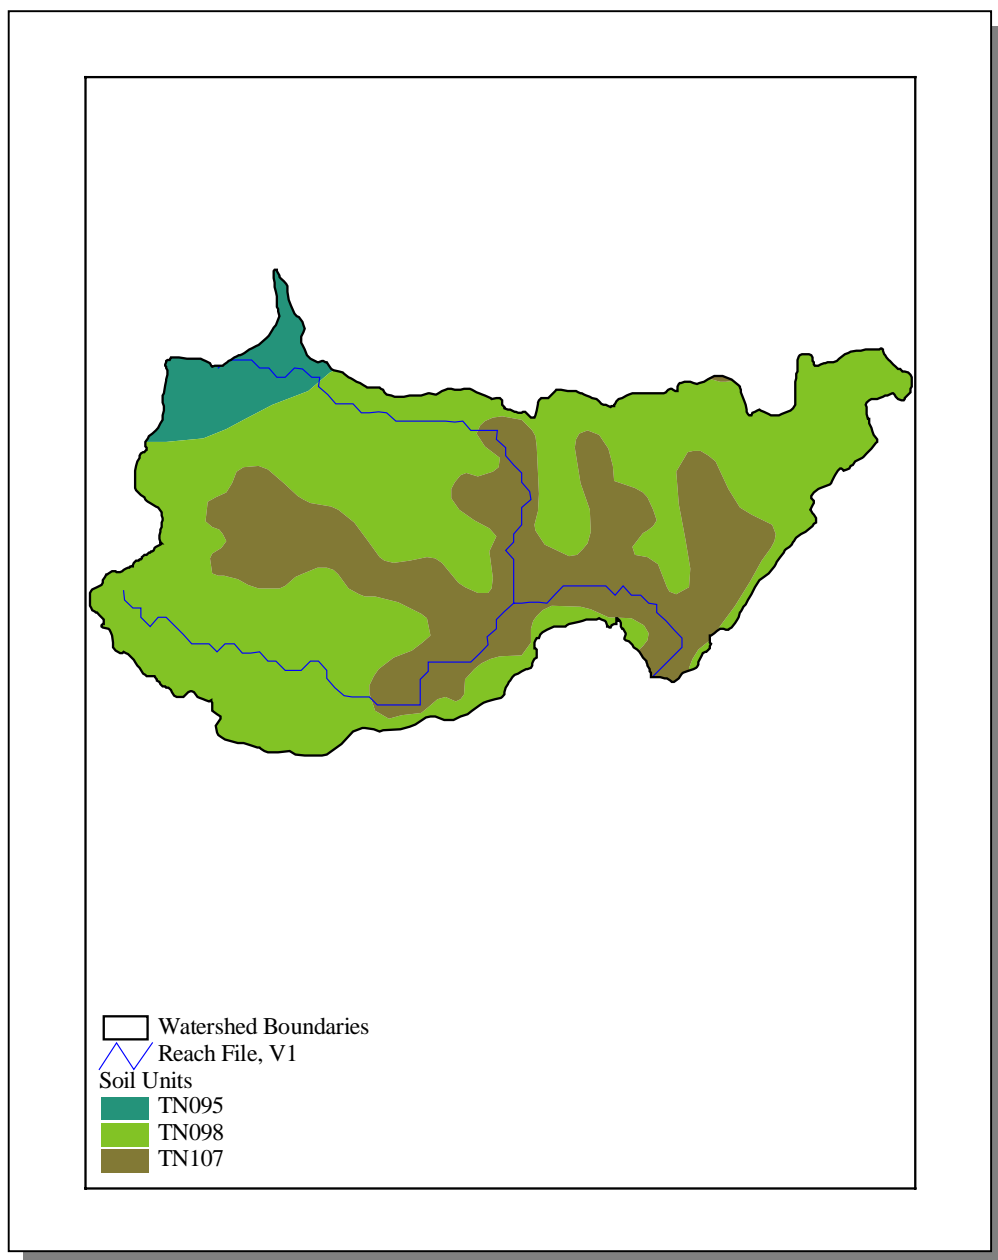 Watershed Boundaries
Reach File, V1
Soil Units
TN095
TN098
TN107